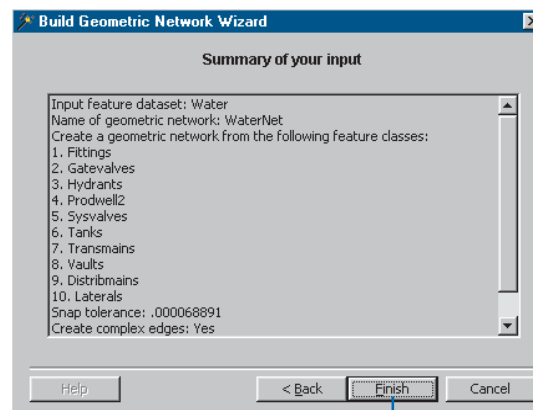 Build Geometric Network Wizard
Summary of your input
Input feature dataset: Water
Name of geometric network: WaterNet
Create a geometric network from the following feature classes:
1. Fittings
2. Gatevalves
3. Hydrants
4. Prodwell2
5. Sysvalves
6. Tanks
7. Transmains
8. Vaults
9. Distribmains
10. Laterals
Snap tolerance: .000068891
Create complex edges: Yes
Help
< Back
Finish
Cancel